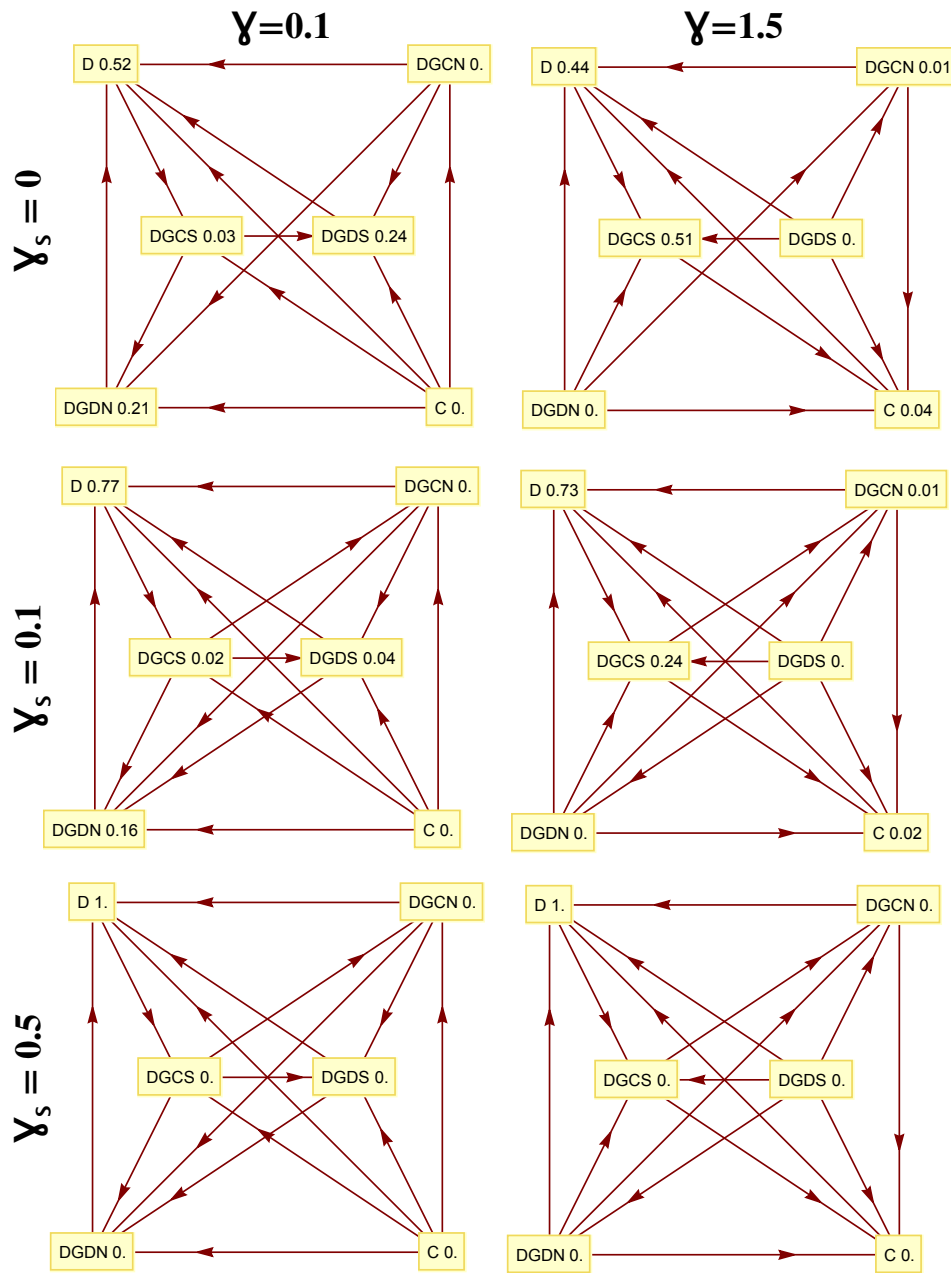 γ=0.1 γ=1.5
γs = 0
D 0.52 DGCN 0. D 0.44 DGCN 0.01
DGCS 0.03 DGDS 0.24 DGCS 0.51 DGDS 0.
DGDN 0.21 C 0. DGDN 0. C 0.04
γs = 0.1
D 0.77 DGCN 0. D 0.73 DGCN 0.01
DGCS 0.02 DGDS 0.04 DGCS 0.24 DGDS 0.
DGDN 0.16 C 0. DGDN 0. C 0.02
γs = 0.5
D 1. DGCN 0. D 1. DGCN 0.
DGCS 0. DGDS 0. DGCS 0. DGDS 0.
DGDN 0. C 0. DGDN 0. C 0.